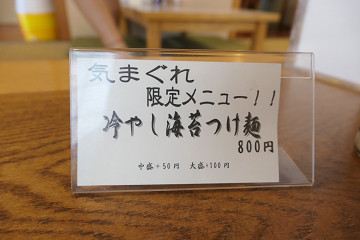 気まぐれ
限定メニュー！！
冷やし海苔つけ麺
800円
中盛+50円 大盛+100円